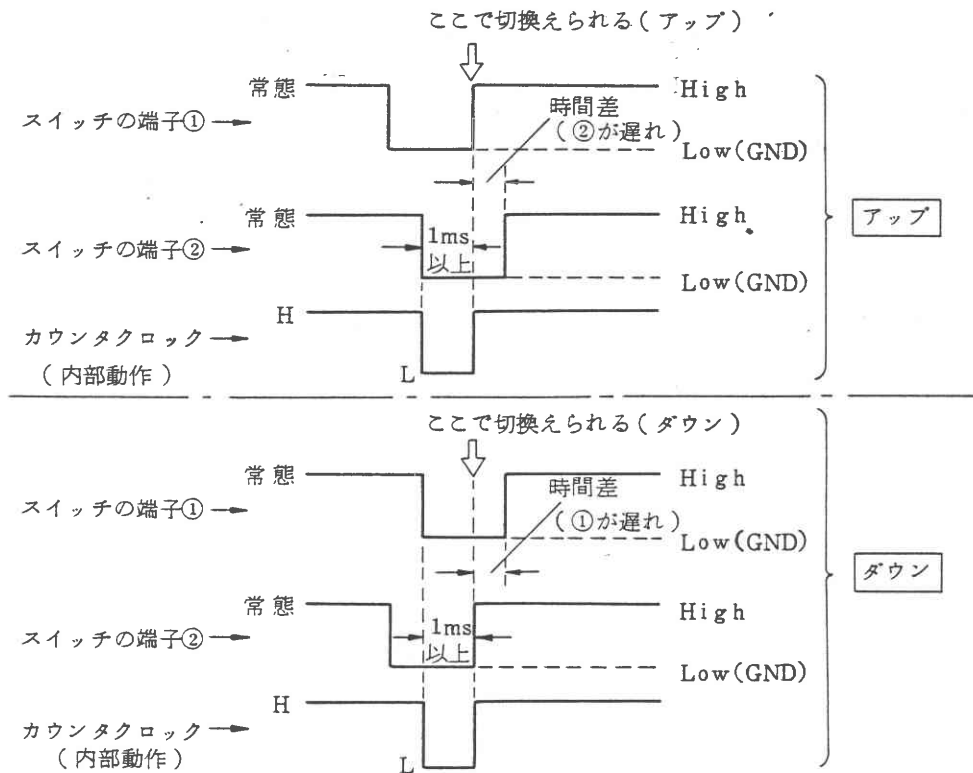 ここで切換えられる(アップ)
常態
High
スイッチの端子①→
時間差
(②が遅れ)
Low(GND)
常態
High
アップ
スイッチの端子②→
1ms
以上
Low(GND)
H
カウンタクロック→
(内部動作)
L
ここで切換えられる(ダウン)
常態
High
時間差
スイッチの端子①→
(①が遅れ)
Low(GND)
ダウン
常態
High
スイッチの端子②→
1ms
以上
Low(GND)
H
カウンタクロック→
(内部動作)
L